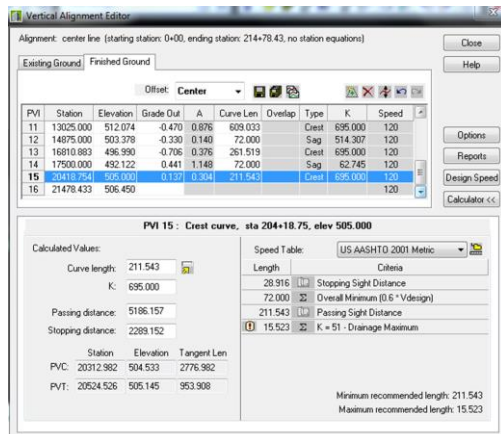 Vertical Alignment Editor
Alignment: center line (starting station: 0+00, ending station: 214+78.43, no station equations)
Close
Help
Existing Ground Finished Ground
Offset: Center
PVI Station Elevation Grade Out A Curve Len Overlap Type K Speed
11 13025.000 512.074 -0.470 0.876 609.033 Crest 695.000 120
12 14875.000 503.378 -0.330 0.140 72.000 Sag 514.307 120
13 16810.883 496.990 -0.706 0.376 261.519 Crest 695.000 120
14 17500.000 492.122 0.441 1.148 72.000 Sag 62.745 120
15 20418.754 505.000 0.137 0.304 211.543 Crest 695.000 120
16 21478.433 506.450 120
Options
Reports
Design Speed
Calculator <<
PVI 15 : Crest curve, sta 204+18.75, elev 505.000
Calculated Values:
Curve length: 211.543
K: 695.000
Passing distance: 5186.157
Stopping distance: 2289.152
Station Elevation Tangent Len
PVC: 20312.982 504.533 2776.982
PVT: 20524.526 505.145 953.908
Speed Table: US AASHTO 2001 Metric
Length Criteria
28.916 Stopping Sight Distance
72.000 Σ Overall Minimum (0.6 * Vdesign)
211.543 Passing Sight Distance
15.523 Σ K = 51 - Drainage Maximum
Minimum recommended length: 211.543
Maximum recommended length: 15.523